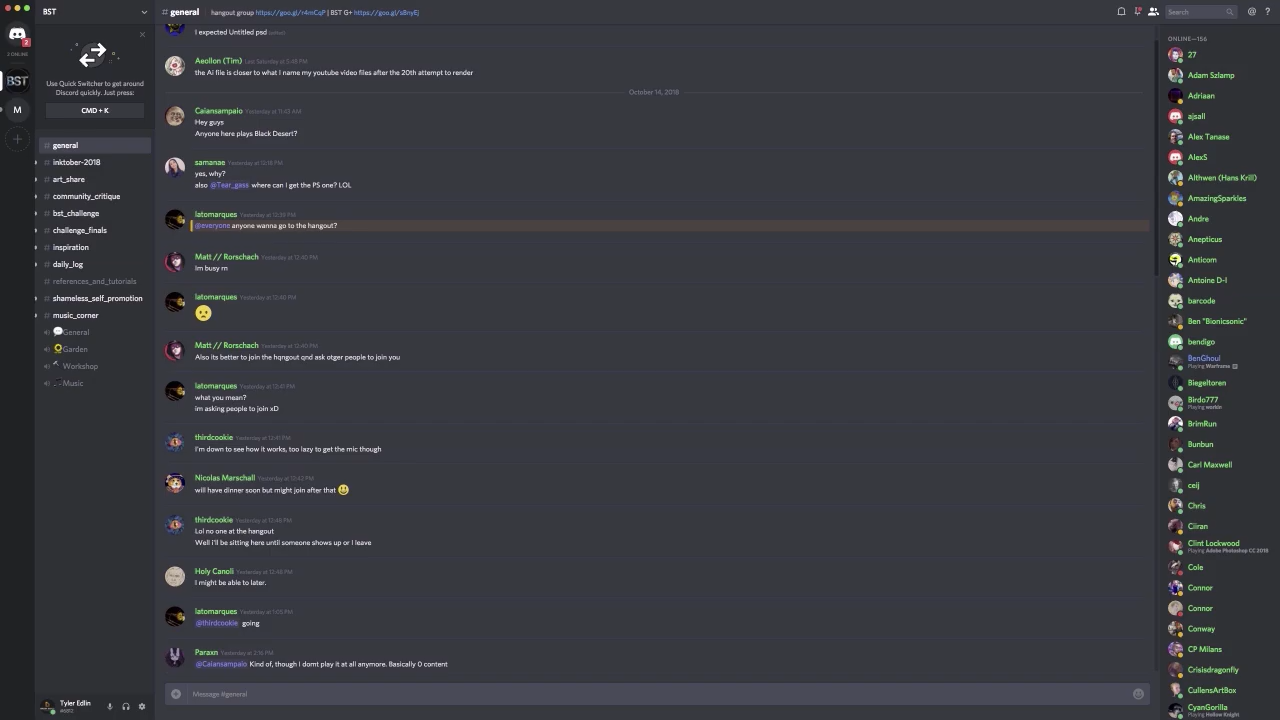 BST
general
hangout group https://goo.gl/r4mCqP | BST G+ https://goo.gl/s8nyEj
Search
2
2 ONLINE
BST
M
Use Quick Switcher to get around
Discord quickly. Just press:
CMD + K
# general
# inktober-2018
# art_share
# community_critique
# bst_challenge
# challenge_finals
# inspiration
# daily_log
# references_and_tutorials
# shameless_self_promotion
# music_corner
General
Garden
Workshop
Music
Tyler Edlin
BST
I expected Untitled psd (edited)
Aeollon (Tim) Last Saturday at 5:48 PM
the Ai file is closer to what I name my youtube video files after the 20th attempt to render
October 14, 2018
Caiansampaio Yesterday at 11:43 AM
Hey guys
Anyone here plays Black Desert?
samanae Yesterday at 12:18 PM
yes, why?
also @Tear_gass where can I get the PS one? LOL
latomarques Yesterday at 12:39 PM
@everyone anyone wanna go to the hangout?
Matt // Rorschach Yesterday at 12:40 PM
Im busy rn
latomarques Yesterday at 12:40 PM
Matt // Rorschach Yesterday at 12:40 PM
Also its better to join the hqngout qnd ask otger people to join you
latomarques Yesterday at 12:41 PM
what you mean?
im asking people to join xD
thirdcookie Yesterday at 12:41 PM
I'm down to see how it works, too lazy to get the mic though
Nicolas Marschall Yesterday at 12:42 PM
will have dinner soon but might join after that
thirdcookie Yesterday at 12:46 PM
Lol no one at the hangout
Well i'll be sitting here until someone shows up or I leave
Holy Canoli Yesterday at 12:48 PM
I might be able to later.
latomarques Yesterday at 1:05 PM
@thirdcookie going
Paraxn Yesterday at 2:16 PM
@Caiansampaio Kind of, though I domt play it at all anymore. Basically 0 content
Message #general
ONLINE—156
27
Adam Szlamp
Adriaan
ajsall
Alex Tanase
AlexS
Althwen (Hans Krill)
AmazingSparkles
Andre
Anepticus
Anticom
Antoine D-I
barcode
Ben "Bionicsonic"
bendigo
BenGhoul
Playing Warframe
Biegeltoren
Birdo777
Playing workin
BrimRun
Bunbun
Carl Maxwell
ceij
Chris
Ciiran
Clint Lockwood
Playing Adobe Photoshop CC 2018
Cole
Connor
Connor
Conway
CP Milans
Crisisdragonfly
CullensArtBox
CyanGorilla
Playing Hollow Knight